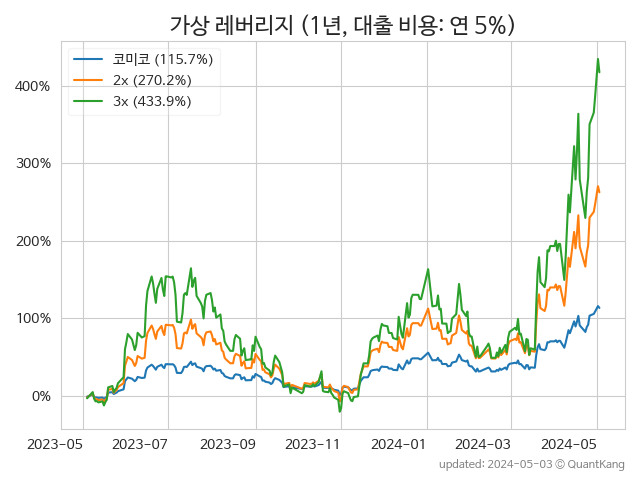 가상 레버리지 (1년, 대출 비용: 연 5%)
코미코 (115.7%)
2x (270.2%)
3x (433.9%)
400%
300%
200%
100%
0%
2023-05
2023-07
2023-09
2023-11
2024-01
2024-03
2024-05
updated: 2024-05-03 © QuantKang